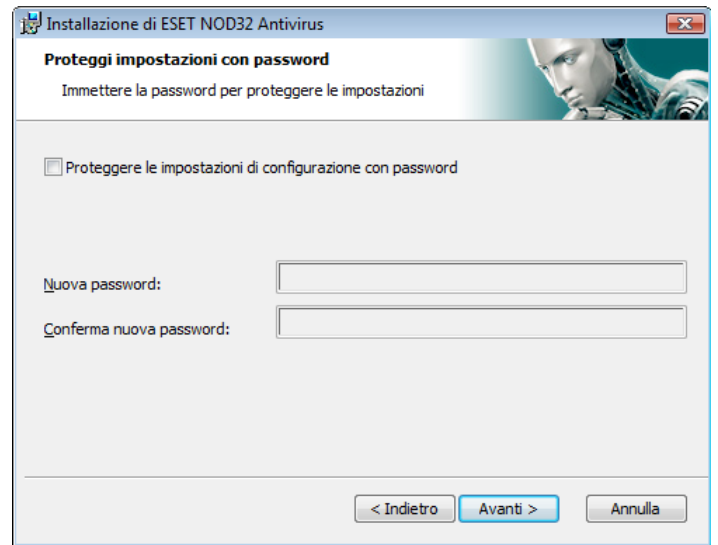 Installazione di ESET NOD32 Antivirus
Proteggi impostazioni con password
Immettere la password per proteggere le impostazioni
Proteggere le impostazioni di configurazione con password
Nuova password:
Conferma nuova password:
< Indietro Avanti > Annulla